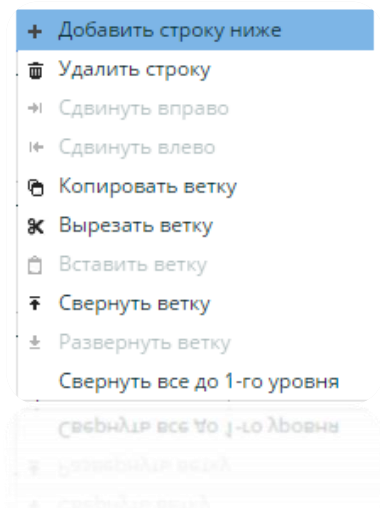 Добавить строку ниже
Удалить строку
Сдвинуть вправо
Сдвинуть влево
Копировать ветку
Вырезать ветку
Вставить ветку
Свернуть ветку
Развернуть ветку
Свернуть все до 1-го уровня